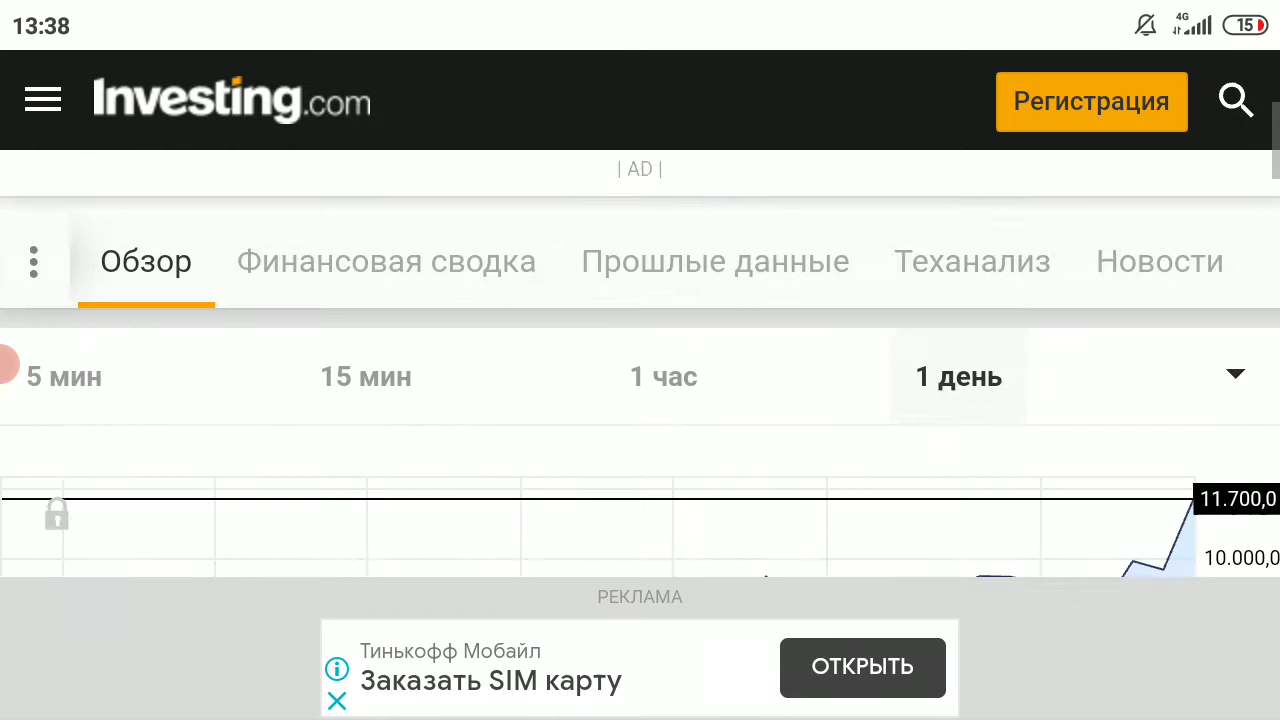 13:38
4G
15
Investing.com
Регистрация
| AD |
Обзор Финансовая сводка Прошлые данные Теханализ Новости
5 мин 15 мин 1 час 1 день
11.700,0
10.000,0
РЕКЛАМА
Тинькофф Мобайл
Заказать SIM карту
ОТКРЫТЬ